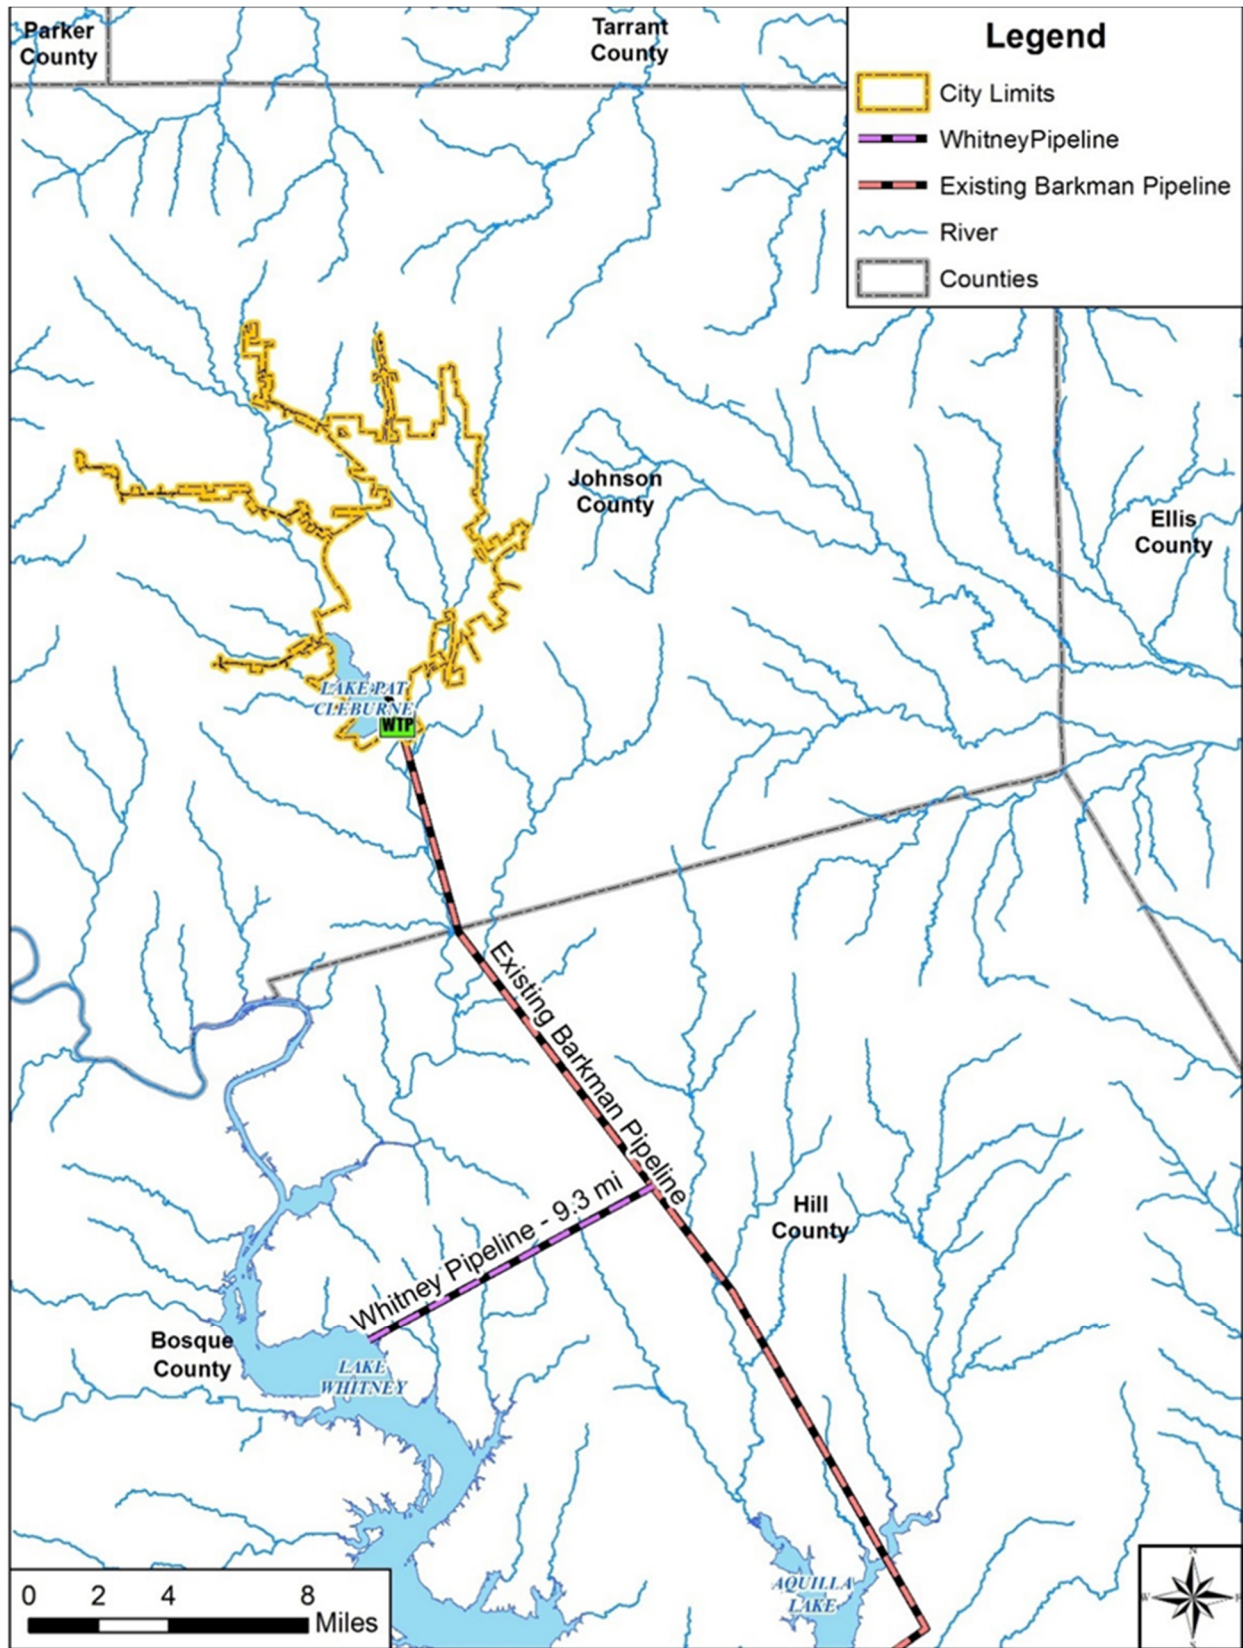 Parker
County
Tarrant
County
Legend
City Limits
WhitneyPipeline
Existing Barkman Pipeline
River
Counties
Johnson
County
Ellis
County
LAKE PAT
CLEBURNE
WTP
Existing Barkman Pipeline
Whitney Pipeline - 9.3 mi
Hill
County
Bosque
County
LAKE
WHITNEY
AQUILLA
LAKE
0 2 4 8
Miles
N
W E
S